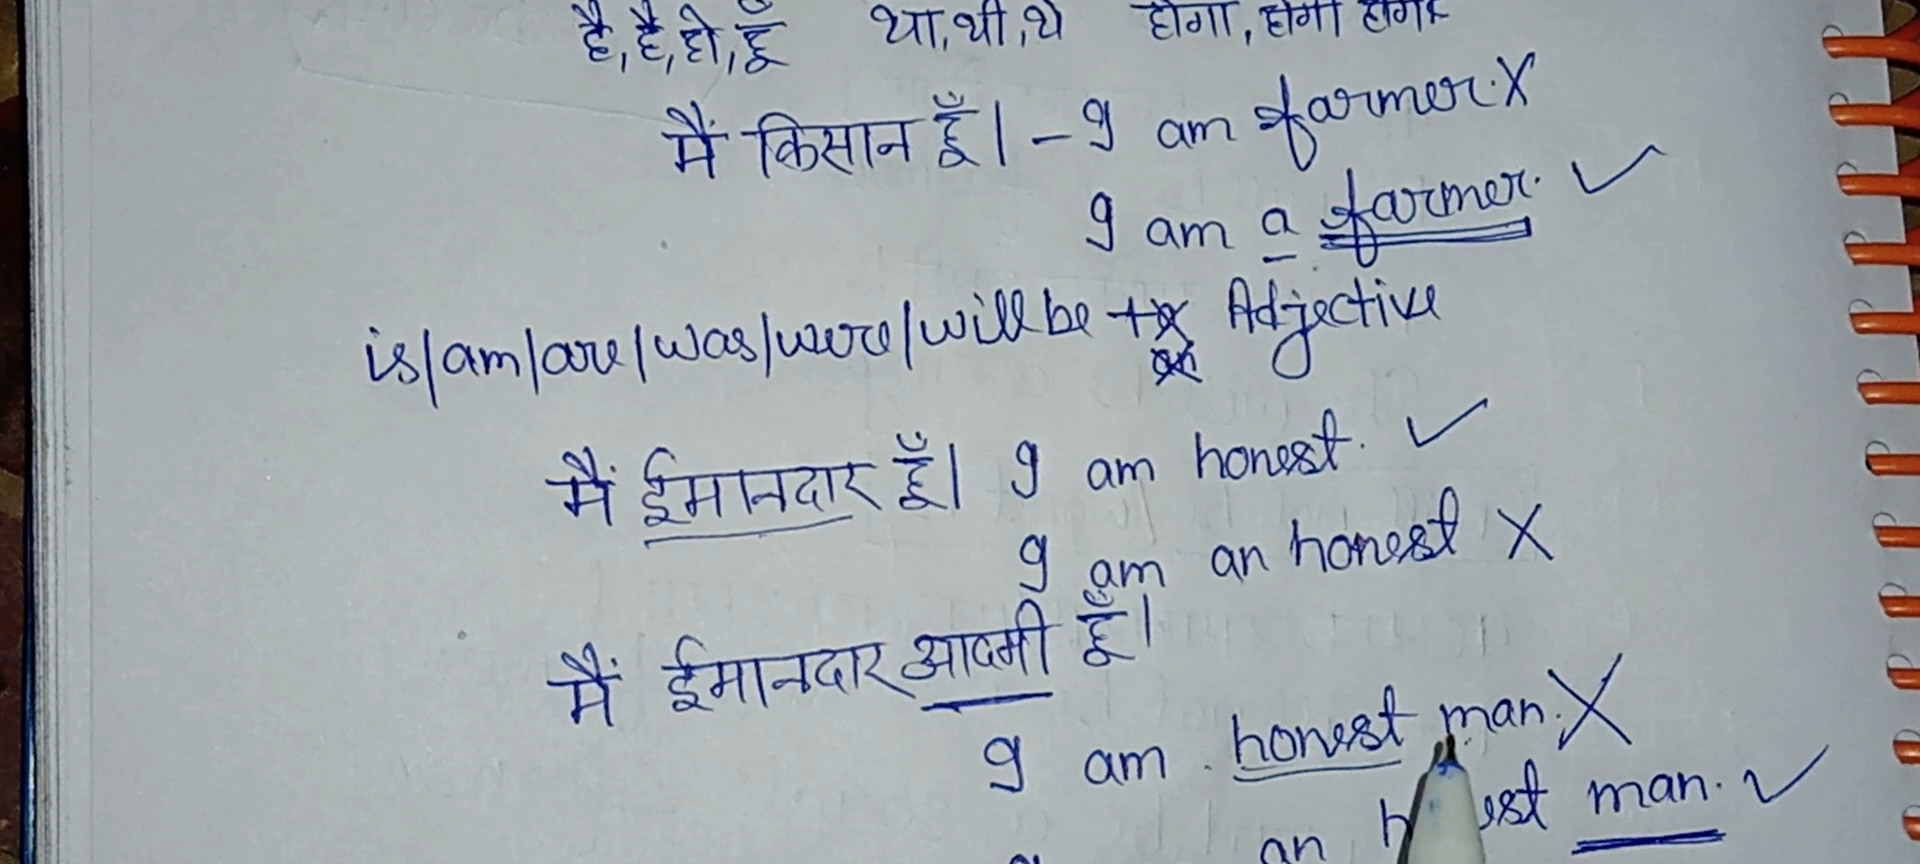 है, हैं, हो, हूँ था, थी, थे होगा, होगी
मैं किसान हूँ। - I am farmer. X
I am a farmer. ✓
is/am/are/was/were/will be + Adjective
मैं ईमानदार हूँ। I am honest. ✓
I am an honest X
मैं ईमानदार आदमी हूँ।
I am honest man. X
an man. ✓